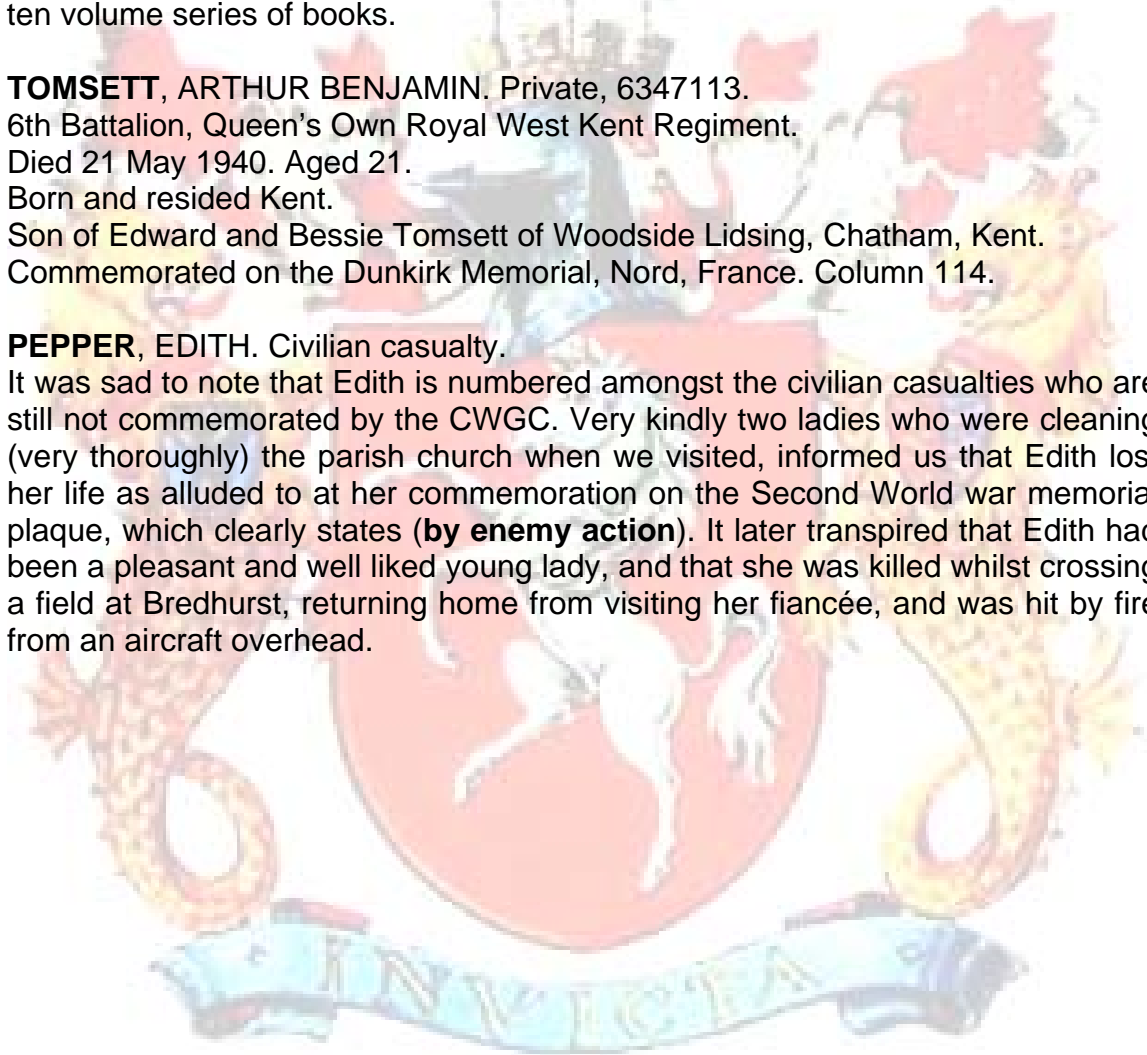 ten volume series of books.
TOMSETT, ARTHUR BENJAMIN. Private, 6347113.
6th Battalion, Queen's Own Royal West Kent Regiment.
Died 21 May 1940. Aged 21.
Born and resided Kent.
Son of Edward and Bessie Tomsett of Woodside Lidsing, Chatham, Kent.
Commemorated on the Dunkirk Memorial, Nord, France. Column 114.
PEPPER, EDITH. Civilian casualty.
It was sad to note that Edith is numbered amongst the civilian casualties who are
still not commemorated by the CWGC. Very kindly two ladies who were cleaning
(very thoroughly) the parish church when we visited, informed us that Edith los
her life as alluded to at her commemoration on the Second World war memoria
plaque, which clearly states (by enemy action). It later transpired that Edith had
been a pleasant and well liked young lady, and that she was killed whilst crossing
a field at Bredhurst, returning home from visiting her fiancée, and was hit by fire
from an aircraft overhead.
INVICTA